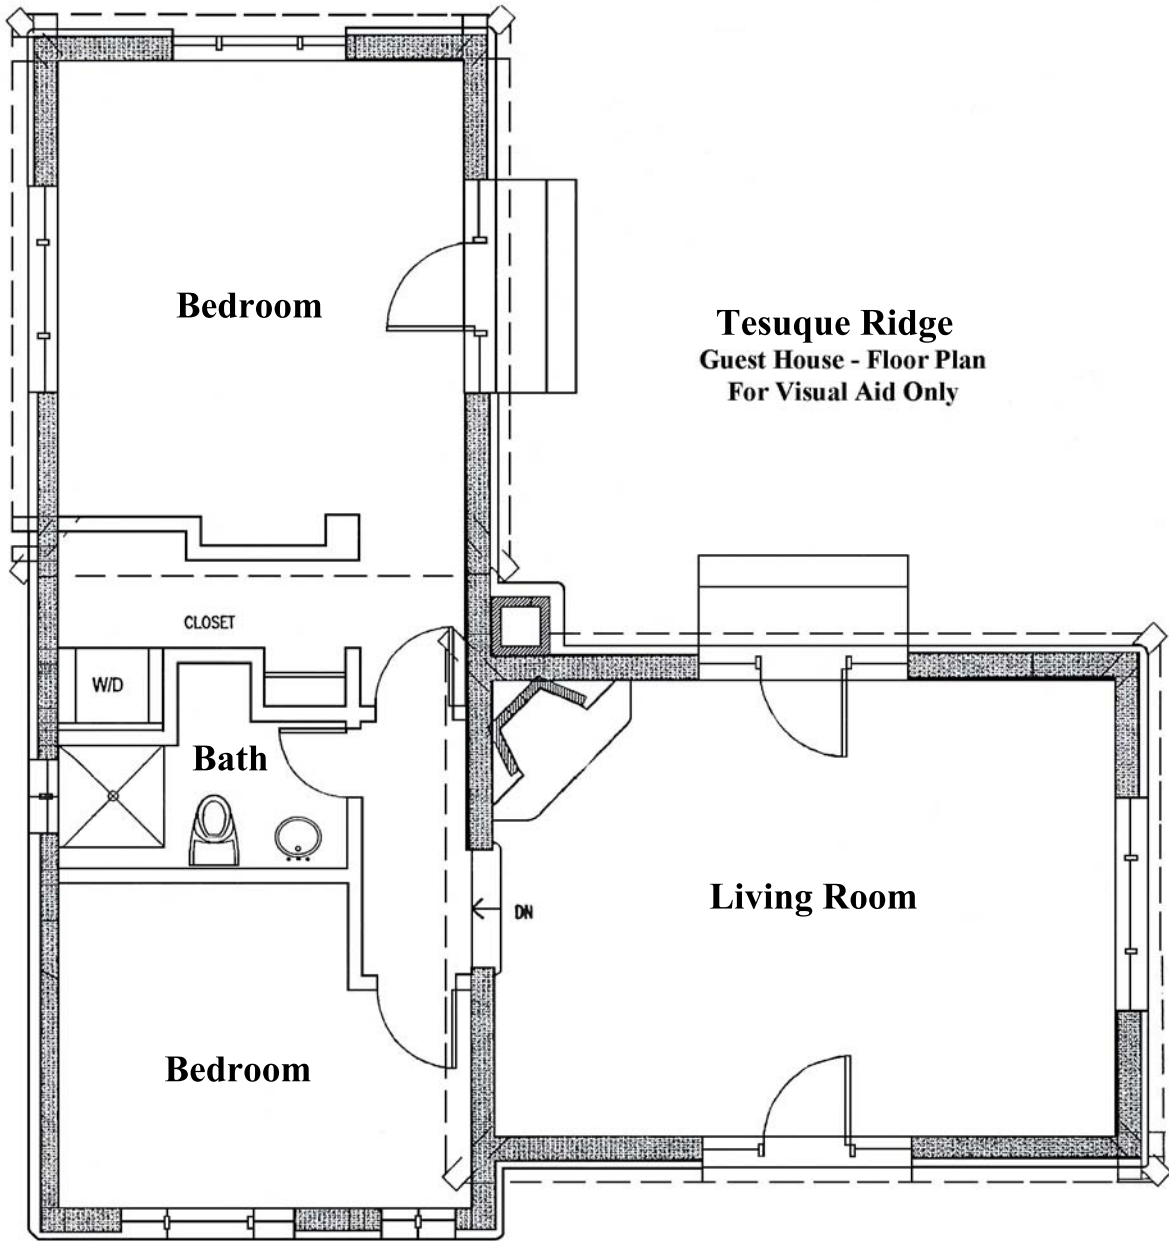 Bedroom
Tesuque Ridge
Guest House - Floor Plan
For Visual Aid Only
CLOSET
W/D
Bath
Living Room
DN
Bedroom